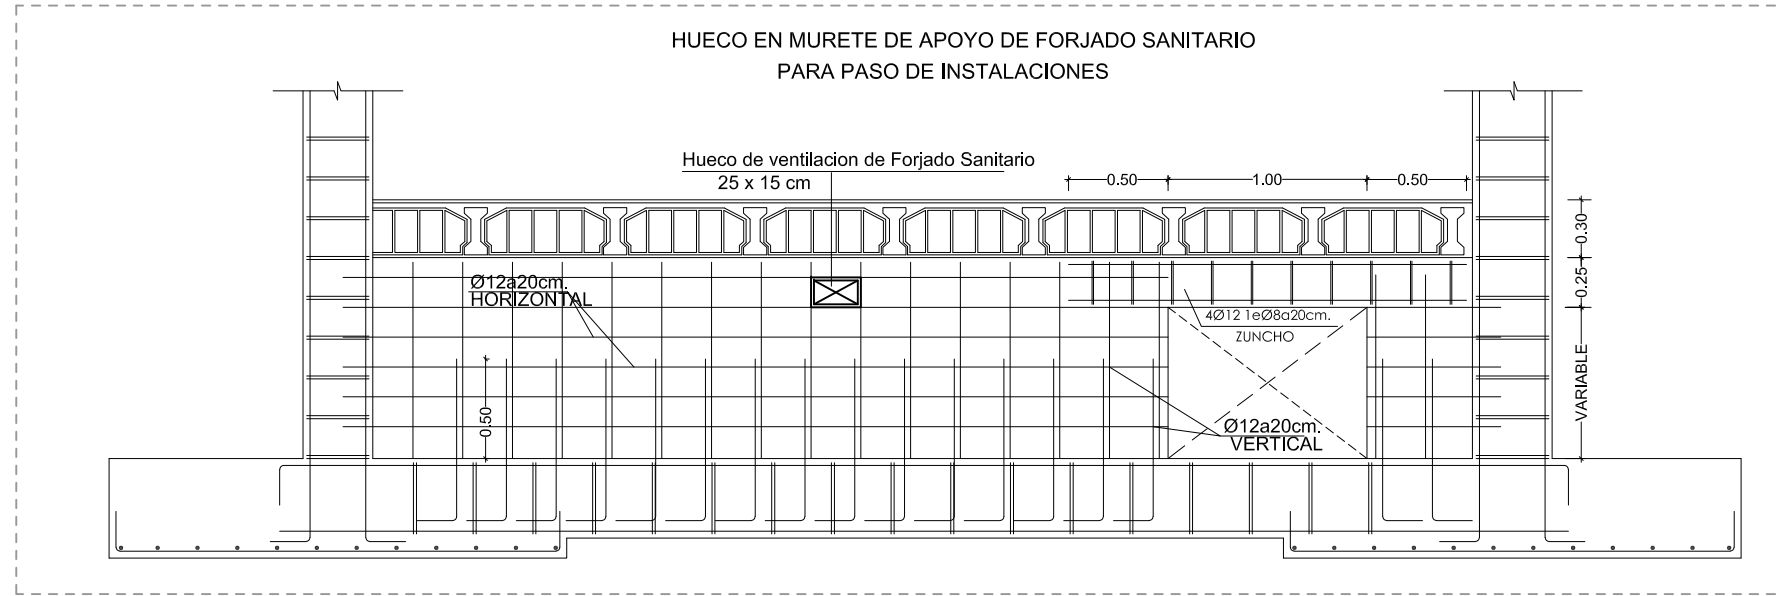 HUECO EN MURETE DE APOYO DE FORJADO SANITARIO
PARA PASO DE INSTALACIONES
Hueco de ventilacion de Forjado Sanitario
25 x 15 cm
0.50
1.00
0.50
0.30
0.25
VARIABLE
Ø12a20cm.
HORIZONTAL
4Ø12 1eØ8a20cm.
ZUNCHO
0.50
Ø12a20cm.
VERTICAL